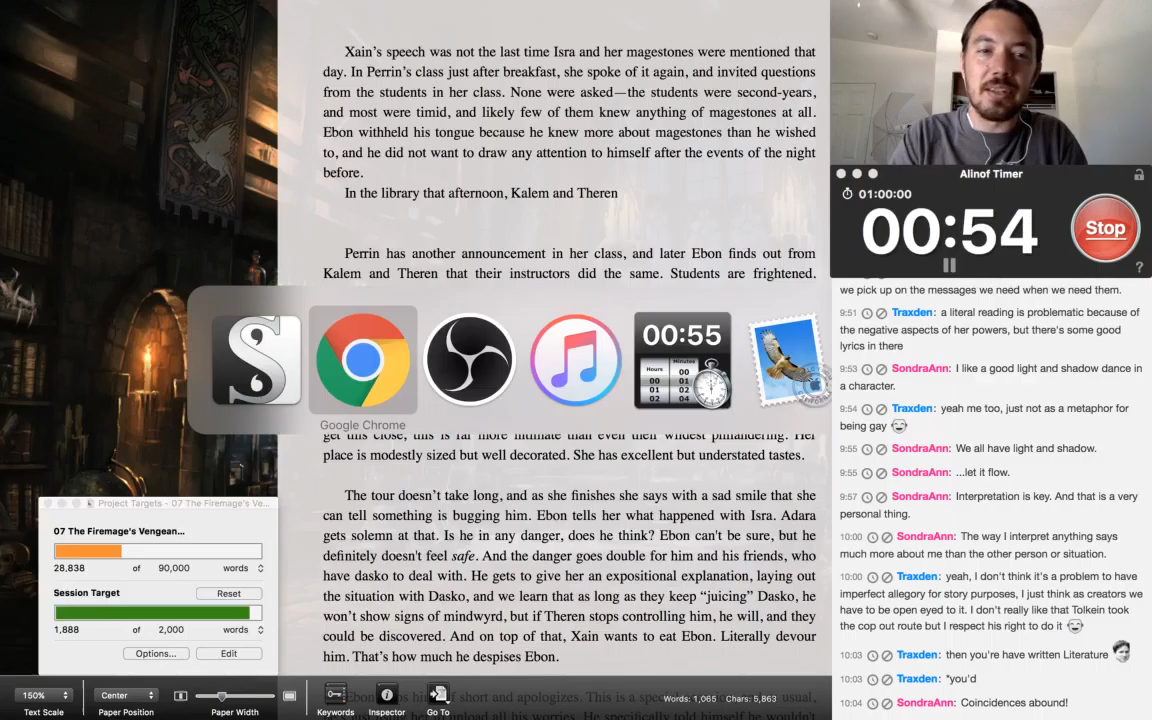 Xain’s speech was not the last time Isra and her magestones were mentioned that
day. In Perrin’s class just after breakfast, she spoke of it again, and invited questions
from the students in her class. None were asked—the students were second-years,
and most were timid, and likely few of them knew anything of magestones at all.
Ebon withheld his tongue because he knew more about magestones than he wished
to, and he did not want to draw any attention to himself after the events of the night
before.
In the library that afternoon, Kalem and Theren
Perrin has another announcement in her class, and later Ebon finds out from
Kalem and Theren that their instructors did the same. Students are frightened.
S
00:55
Hours
Minutes
00
00
00
01
01
01
02
02
04
Google Chrome
get this close, this is far more intimate than even their wildest philandering. Her
place is modestly sized but well decorated. She has excellent but understated tastes.
The tour doesn’t take long, and as she finishes she says with a sad smile that she
can tell something is bugging him. Ebon tells her what happened with Isra. Adara
gets solemn at that. Is he in any danger, does he think? Ebon can’t be sure, but he
definitely doesn’t feel safe. And the danger goes double for him and his friends, who
have dasko to deal with. He gets to give her an expositional explanation, laying out
the situation with Dasko, and we learn that as long as they keep “juicing” Dasko, he
won’t show signs of mindwyrd, but if Theren stops controlling him, he will, and they
could be discovered. And on top of that, Xain wants to eat Ebon. Literally devour
him. That’s how much he despises Ebon.
Project Targets - 07 The Firemage's Ve...
07 The Firemage's Vengean...
28,838 of 90,000 words
Session Target Reset
1,888 of 2,000 words
Options... Edit
150%
Text Scale
Center
Paper Position
Paper Width
Keywords
Inspector
Go To
Words: 1,065 Chars: 5,863
Alinof Timer
01:00:00
00:54
Stop
?
we pick up on the messages we need when we need them.
9:51 Traxden: a literal reading is problematic because of
the negative aspects of her powers, but there's some good
lyrics in there
9:53 SondraAnn: I like a good light and shadow dance in
a character.
9:54 Traxden: yeah me too, just not as a metaphor for
being gay
9:55 SondraAnn: We all have light and shadow.
9:55 SondraAnn: ...let it flow.
9:57 SondraAnn: Interpretation is key. And that is a very
personal thing.
10:00 SondraAnn: The way I interpret anything says
much more about me than the other person or situation.
10:00 Traxden: yeah, I don't think it's a problem to have
imperfect allegory for story purposes, I just think as creators we
have to be open eyed to it. I don't really like that Tolkein took
the cop out route but I respect his right to do it
10:03 Traxden: then you're have written Literature
10:03 Traxden: *you'd
10:04 SondraAnn: Coincidences abound!